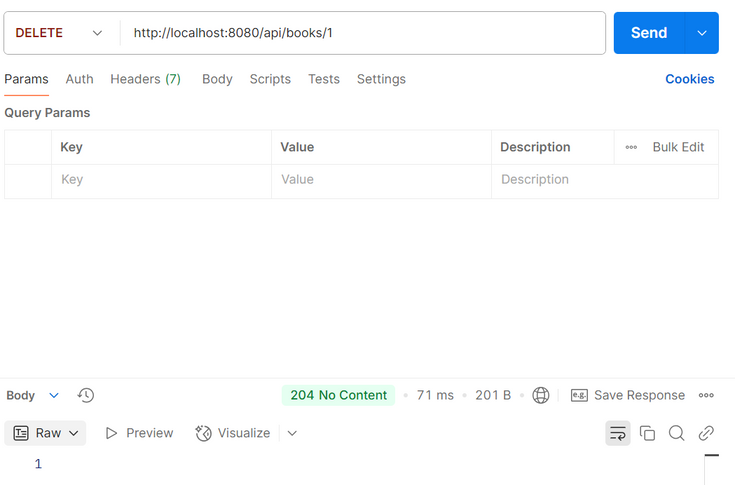 DELETE http://localhost:8080/api/books/1 Send
Params Auth Headers (7) Body Scripts Tests Settings Cookies
Query Params
Key Value Description Bulk Edit
Key Value Description
Body 204 No Content 71 ms 201 B e.g. Save Response
Raw Preview Visualize
1